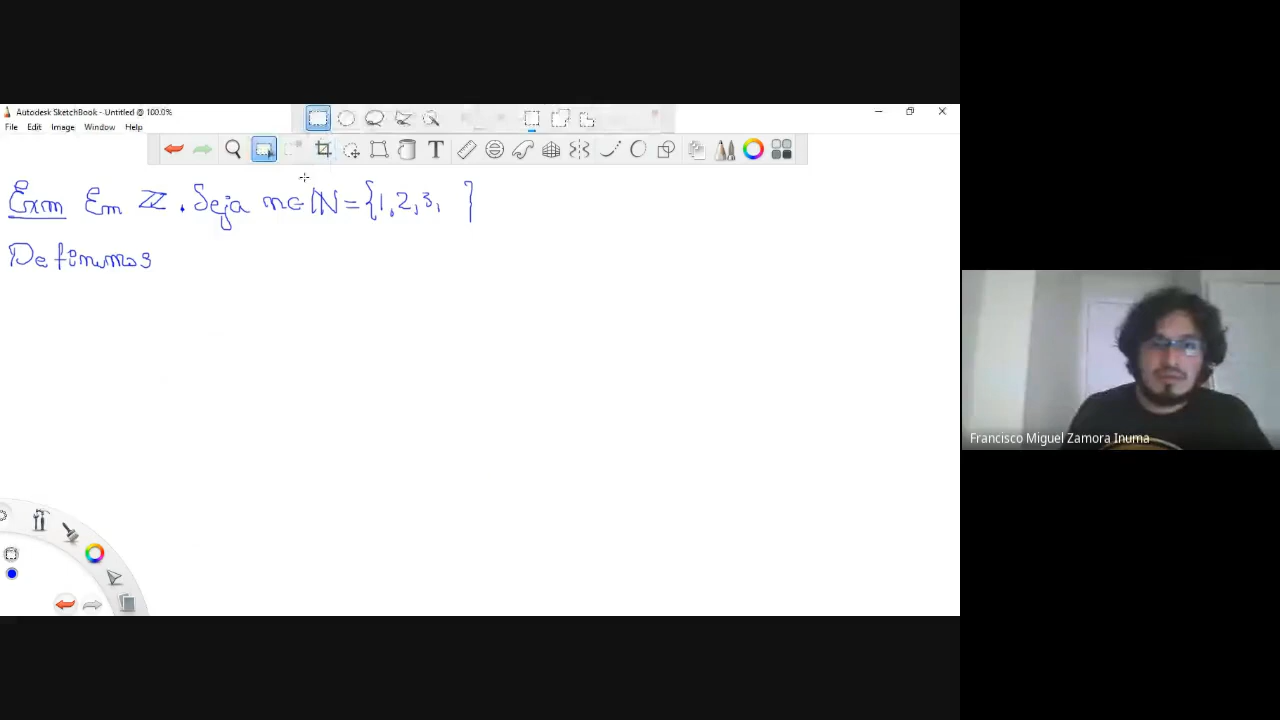 Autodesk SketchBook - Untitled @ 100.0%
File Edit Image Window Help
Exm Em ℤ. Seja n∈ℕ={1,2,3, }
Definimos
Francisco Miguel Zamora Inuma